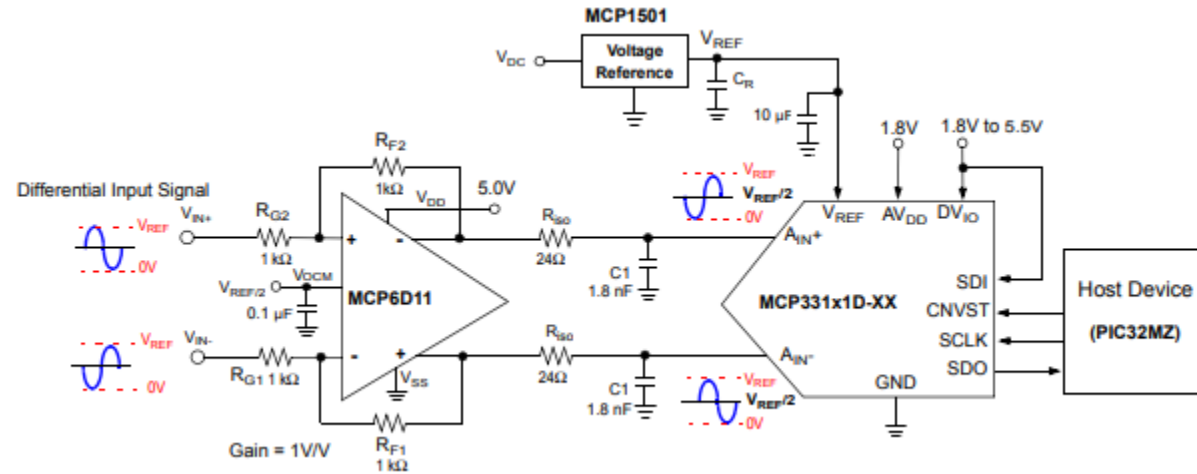 MCP1501
VDC
Voltage
Reference
VREF
CR
10 µF
1.8V
1.8V to 5.5V
RF2
1kΩ
VDD
5.0V
Differential Input Signal
VREF
0V
VIN+
RG2
1 kΩ
+
-
VOCM
VREF/2
0.1 µF
MCP6D11
VREF
0V
VIN-
RG1 1 kΩ
-
+
VSS
RF1
1 kΩ
Gain = 1V/V
Riso
24Ω
C1
1.8 nF
Riso
24Ω
C1
1.8 nF
VREF
VREF/2
0V
VREF
VREF/2
0V
VREF
AVDD
DVIO
AIN+
AIN-
MCP331x1D-XX
SDI
CNVST
SCLK
SDO
GND
Host Device
(PIC32MZ)